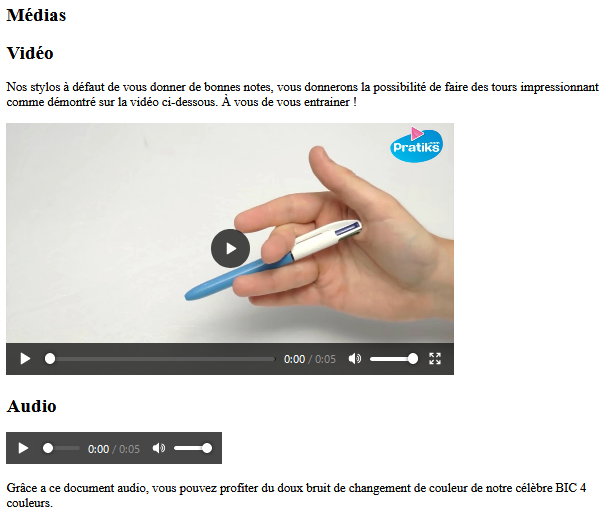 Médias
Vidéo
Nos stylos à défaut de vous donner de bonnes notes, vous donnerons la possibilité de faire des tours impressionnant
comme démontré sur la vidéo ci-dessous. À vous de vous entrainer !
Pratiks
0:00 / 0:05
Audio
0:00 / 0:05
Grâce a ce document audio, vous pouvez profiter du doux bruit de changement de couleur de notre célèbre BIC 4
couleurs.